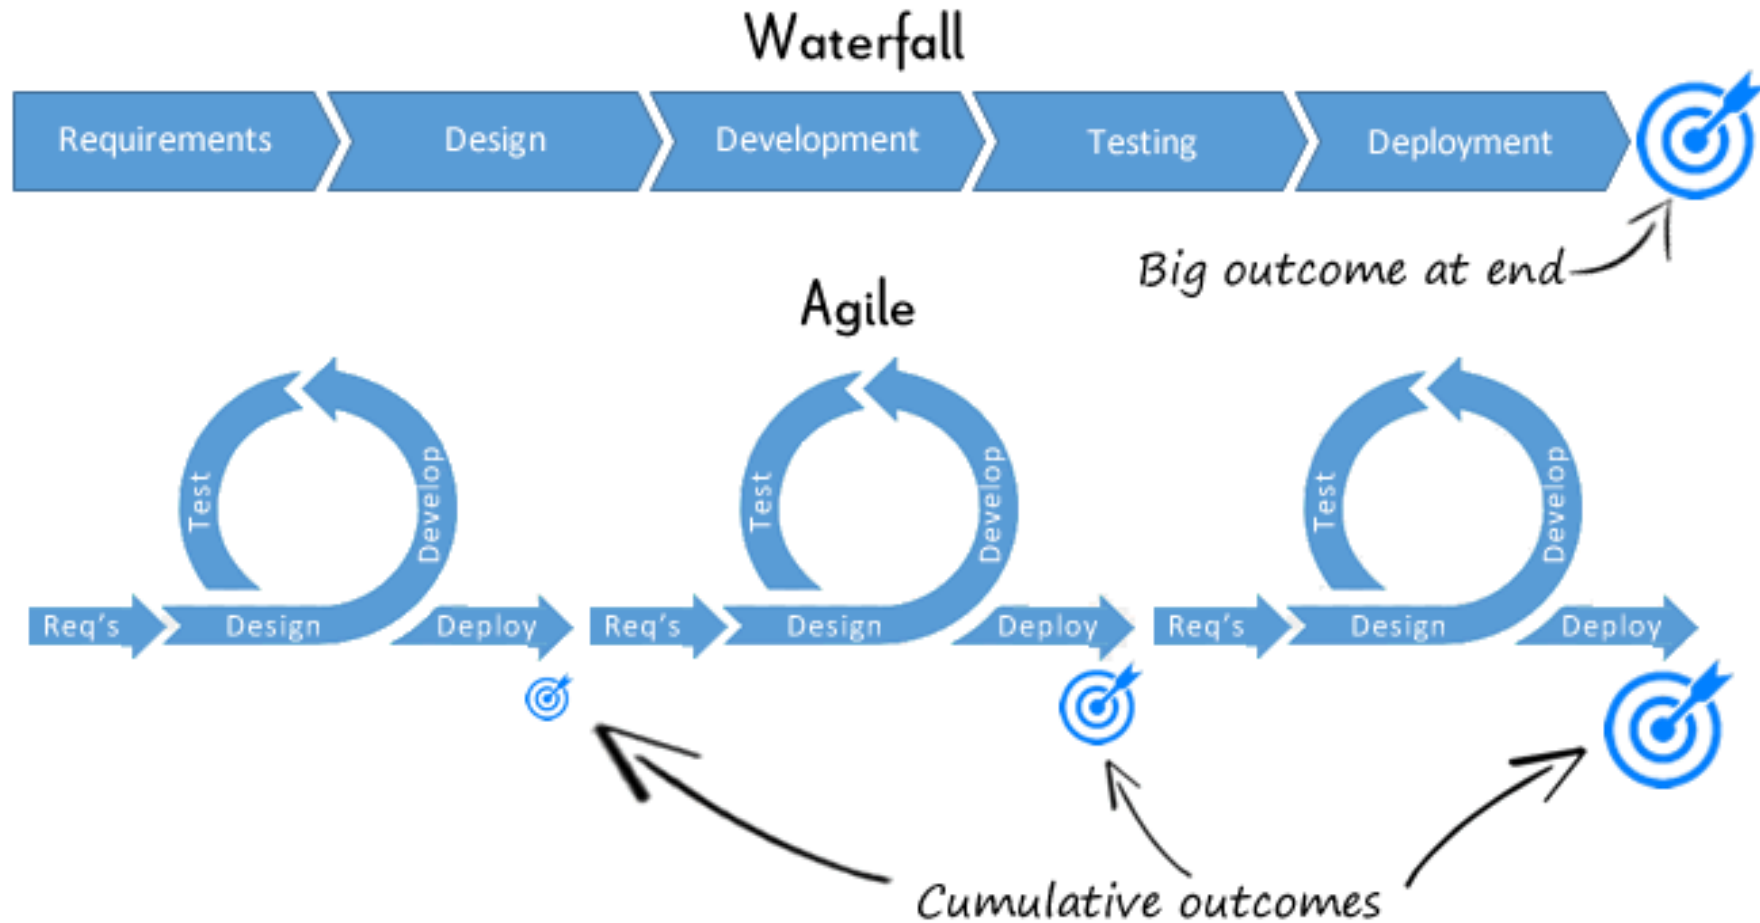 Waterfall
Requirements Design Development Testing Deployment
Big outcome at end
Agile
Test Develop Test Develop Test Develop
Req's Design Deploy Req's Design Deploy Req's Design Deploy
Cumulative outcomes